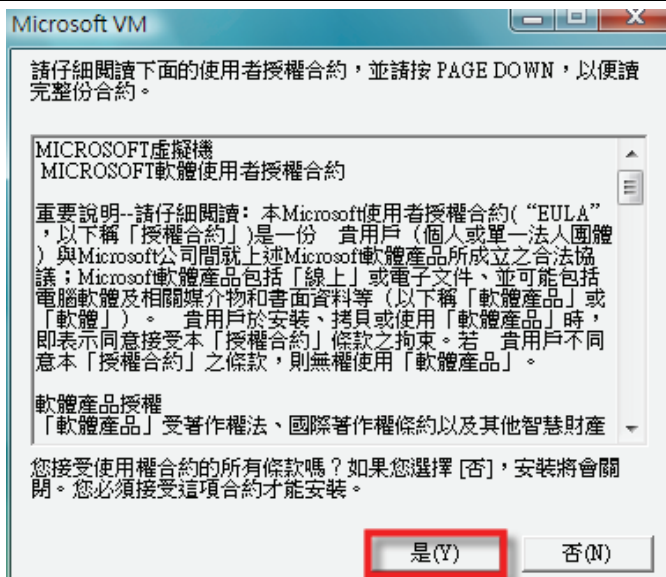 Microsoft VM
請仔細閱讀下面的使用者授權合約，並請按 PAGE DOWN，以便讀
完整份合約。
MICROSOFT虛擬機
MICROSOFT軟體使用者授權合約
重要說明--請仔細閱讀：本Microsoft使用者授權合約(“EULA”
，以下稱「授權合約」)是一份　貴用戶（個人或單一法人團體
）與Microsoft公司間就上述Microsoft軟體產品所成立之合法協
議；Microsoft軟體產品包括「線上」或電子文件、並可能包括
電腦軟體及相關媒介物和書面資料等（以下稱「軟體產品」或
「軟體」）。　貴用戶於安裝、拷貝或使用「軟體產品」時，
即表示同意接受本「授權合約」條款之拘束。若　貴用戶不同
意本「授權合約」之條款，則無權使用「軟體產品」。
軟體產品授權
「軟體產品」受著作權法、國際著作權條約以及其他智慧財產
您接受使用權合約的所有條款嗎？如果您選擇 [否]，安裝將會關
閉。您必須接受這項合約才能安裝。
是(Y)
否(N)